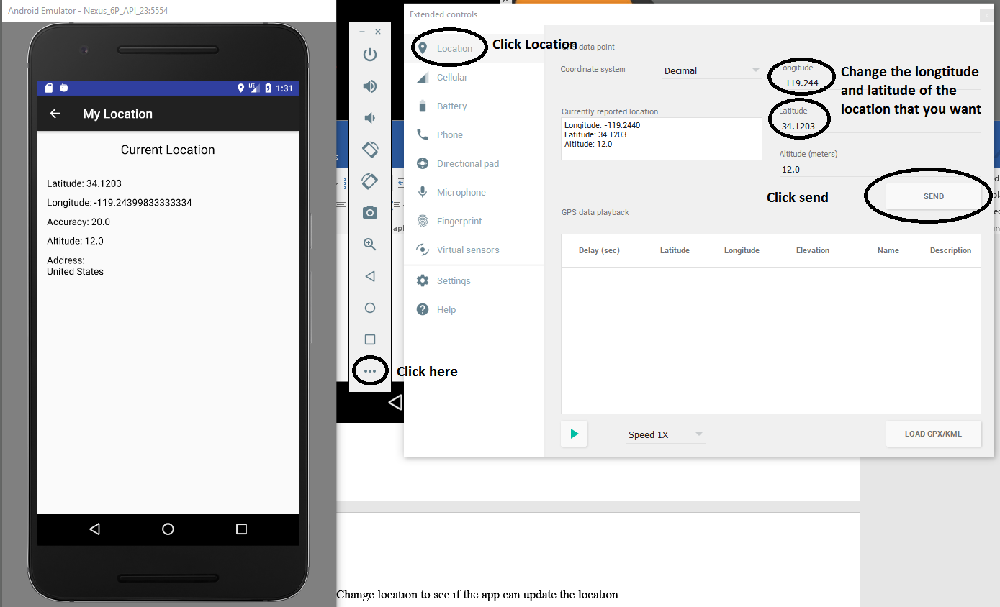 Android Emulator - Nexus_6P_API_23:5554
LTE
1:31
My Location
Current Location
Latitude: 34.1203
Longitude: -119.24399833333334
Accuracy: 20.0
Altitude: 12.0
Address:
United States
Extended controls
Location
Click Location
Cellular
Battery
Phone
Directional pad
Microphone
Fingerprint
Virtual sensors
Settings
Help
Click here
data point
Coordinate system
Decimal
Longitude
-119.244
Change the longtitude
and latitude of the
location that you want
Currently reported location
Longitude: -119.2440
Latitude: 34.1203
Altitude: 12.0
Latitude
34.1203
Altitude (meters)
12.0
Click send
SEND
GPS data playback
Delay (sec) Latitude Longitude Elevation Name Description
Speed 1X
LOAD GPX/KML
Change location to see if the app can update the location